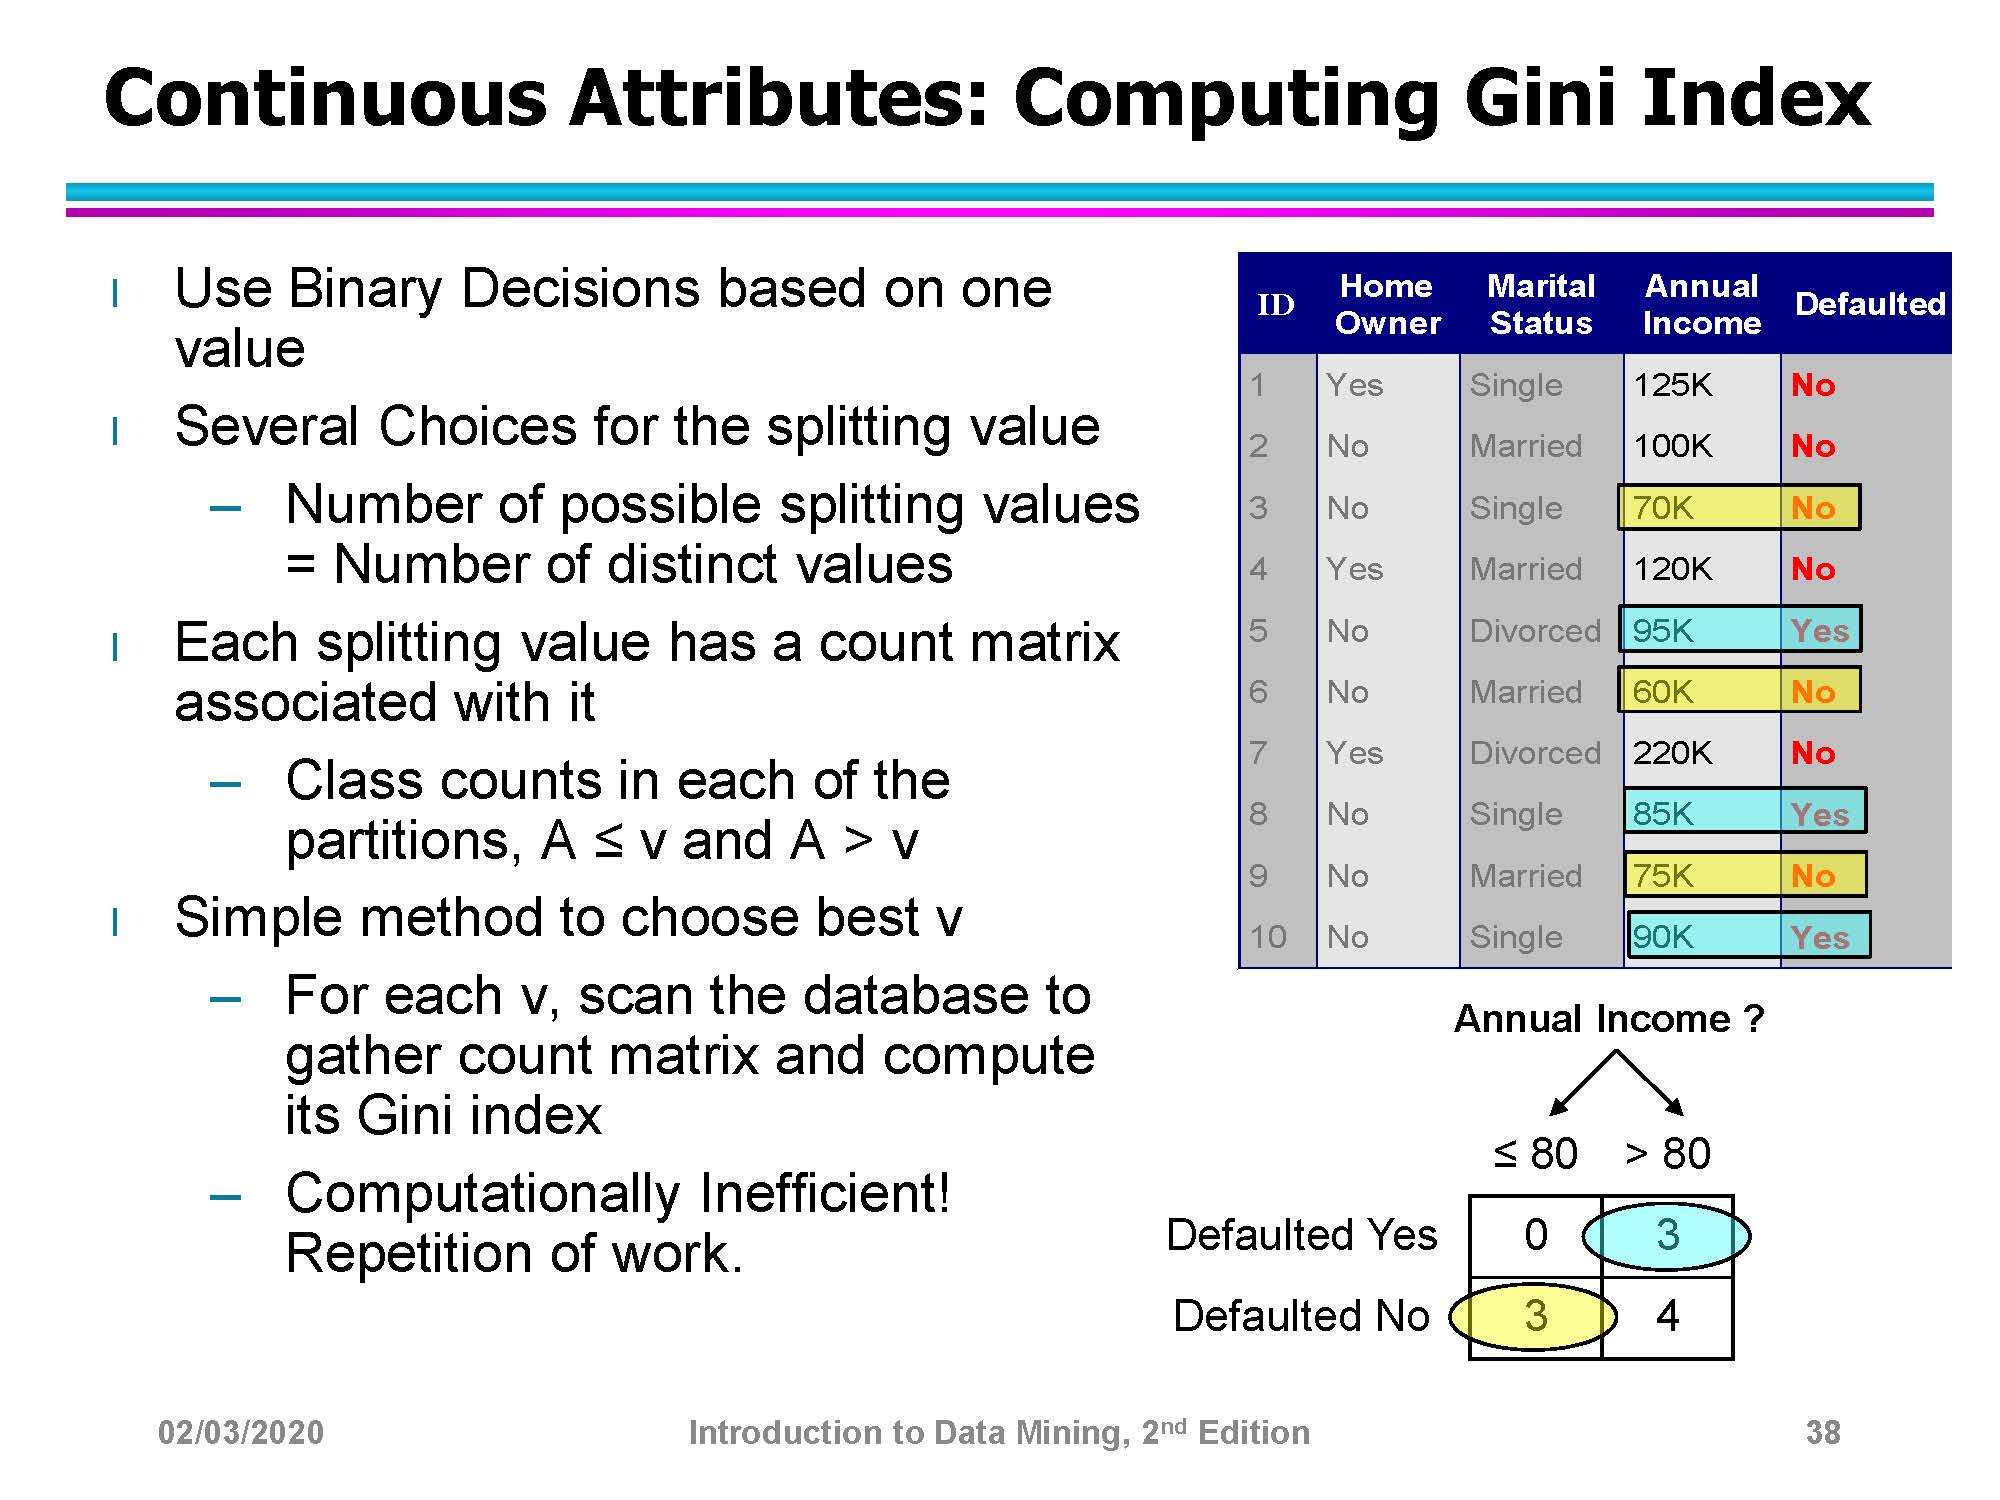 Continuous Attributes: Computing Gini Index
l Use Binary Decisions based on one
value
l Several Choices for the splitting value
– Number of possible splitting values
= Number of distinct values
l Each splitting value has a count matrix
associated with it
– Class counts in each of the
partitions, A ≤ v and A > v
l Simple method to choose best v
– For each v, scan the database to
gather count matrix and compute
its Gini index
– Computationally Inefficient!
Repetition of work.
ID Home Owner Marital Status Annual Income Defaulted
1 Yes Single 125K No
2 No Married 100K No
3 No Single 70K No
4 Yes Married 120K No
5 No Divorced 95K Yes
6 No Married 60K No
7 Yes Divorced 220K No
8 No Single 85K Yes
9 No Married 75K No
10 No Single 90K Yes
Annual Income ?
≤ 80 > 80
Defaulted Yes 0 3
Defaulted No 3 4
02/03/2020 Introduction to Data Mining, 2nd Edition 38